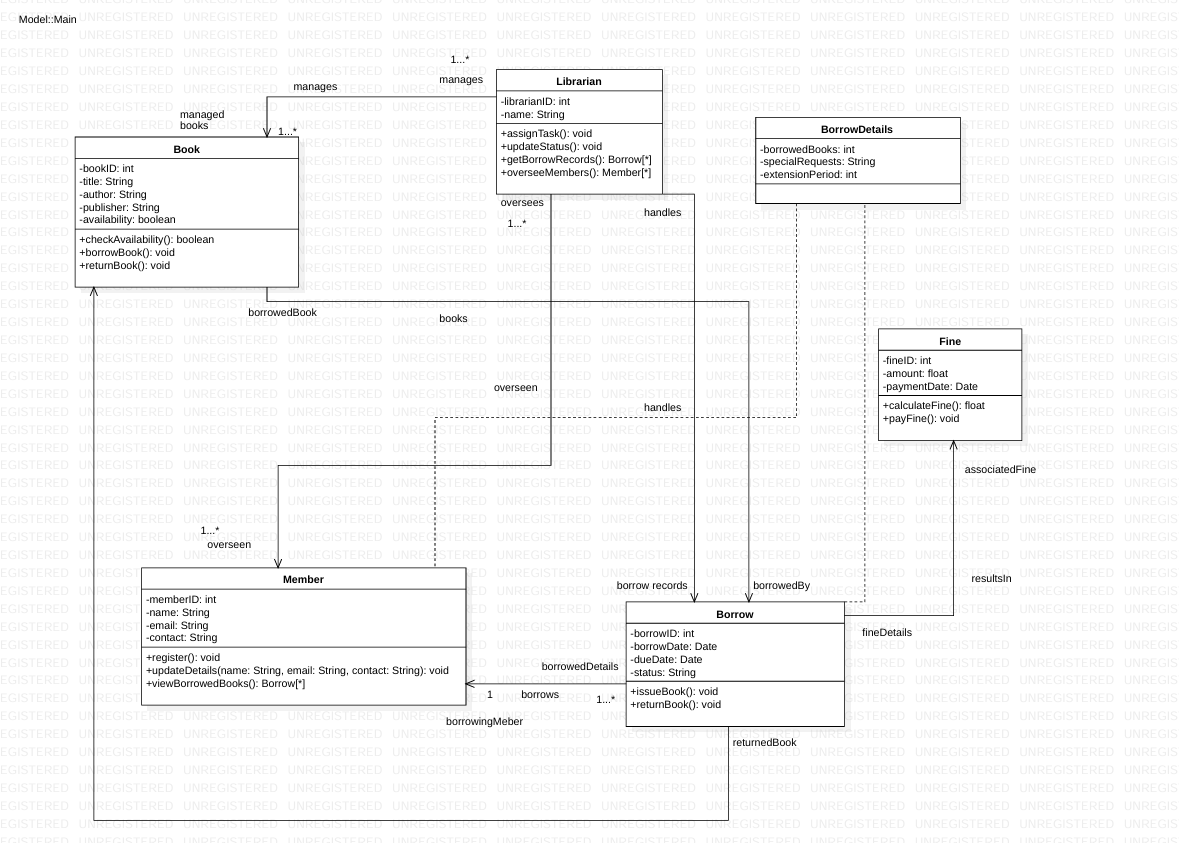 Model::Main
1...*
manages
manages
Librarian
-librarianID: int
-name: String
+assignTask(): void
+updateStatus(): void
+getBorrowRecords(): Borrow[*]
+overseeMembers(): Member[*]
managed
books
1...*
Book
-bookID: int
-title: String
-author: String
-publisher: String
-availability: boolean
+checkAvailability(): boolean
+borrowBook(): void
+returnBook(): void
BorrowDetails
-borrowedBooks: int
-specialRequests: String
-extensionPeriod: int
oversees
1...*
handles
borrowedBook
books
Fine
-fineID: int
-amount: float
-paymentDate: Date
+calculateFine(): float
+payFine(): void
overseen
handles
associatedFine
1...*
overseen
resultsIn
borrow records
borrowedBy
Member
-memberID: int
-name: String
-email: String
-contact: String
+register(): void
+updateDetails(name: String, email: String, contact: String): void
+viewBorrowedBooks(): Borrow[*]
Borrow
-borrowID: int
-borrowDate: Date
-dueDate: Date
-status: String
+issueBook(): void
+returnBook(): void
fineDetails
borrowedDetails
1
borrows
1...*
borrowingMeber
returnedBook
UNREGISTERED